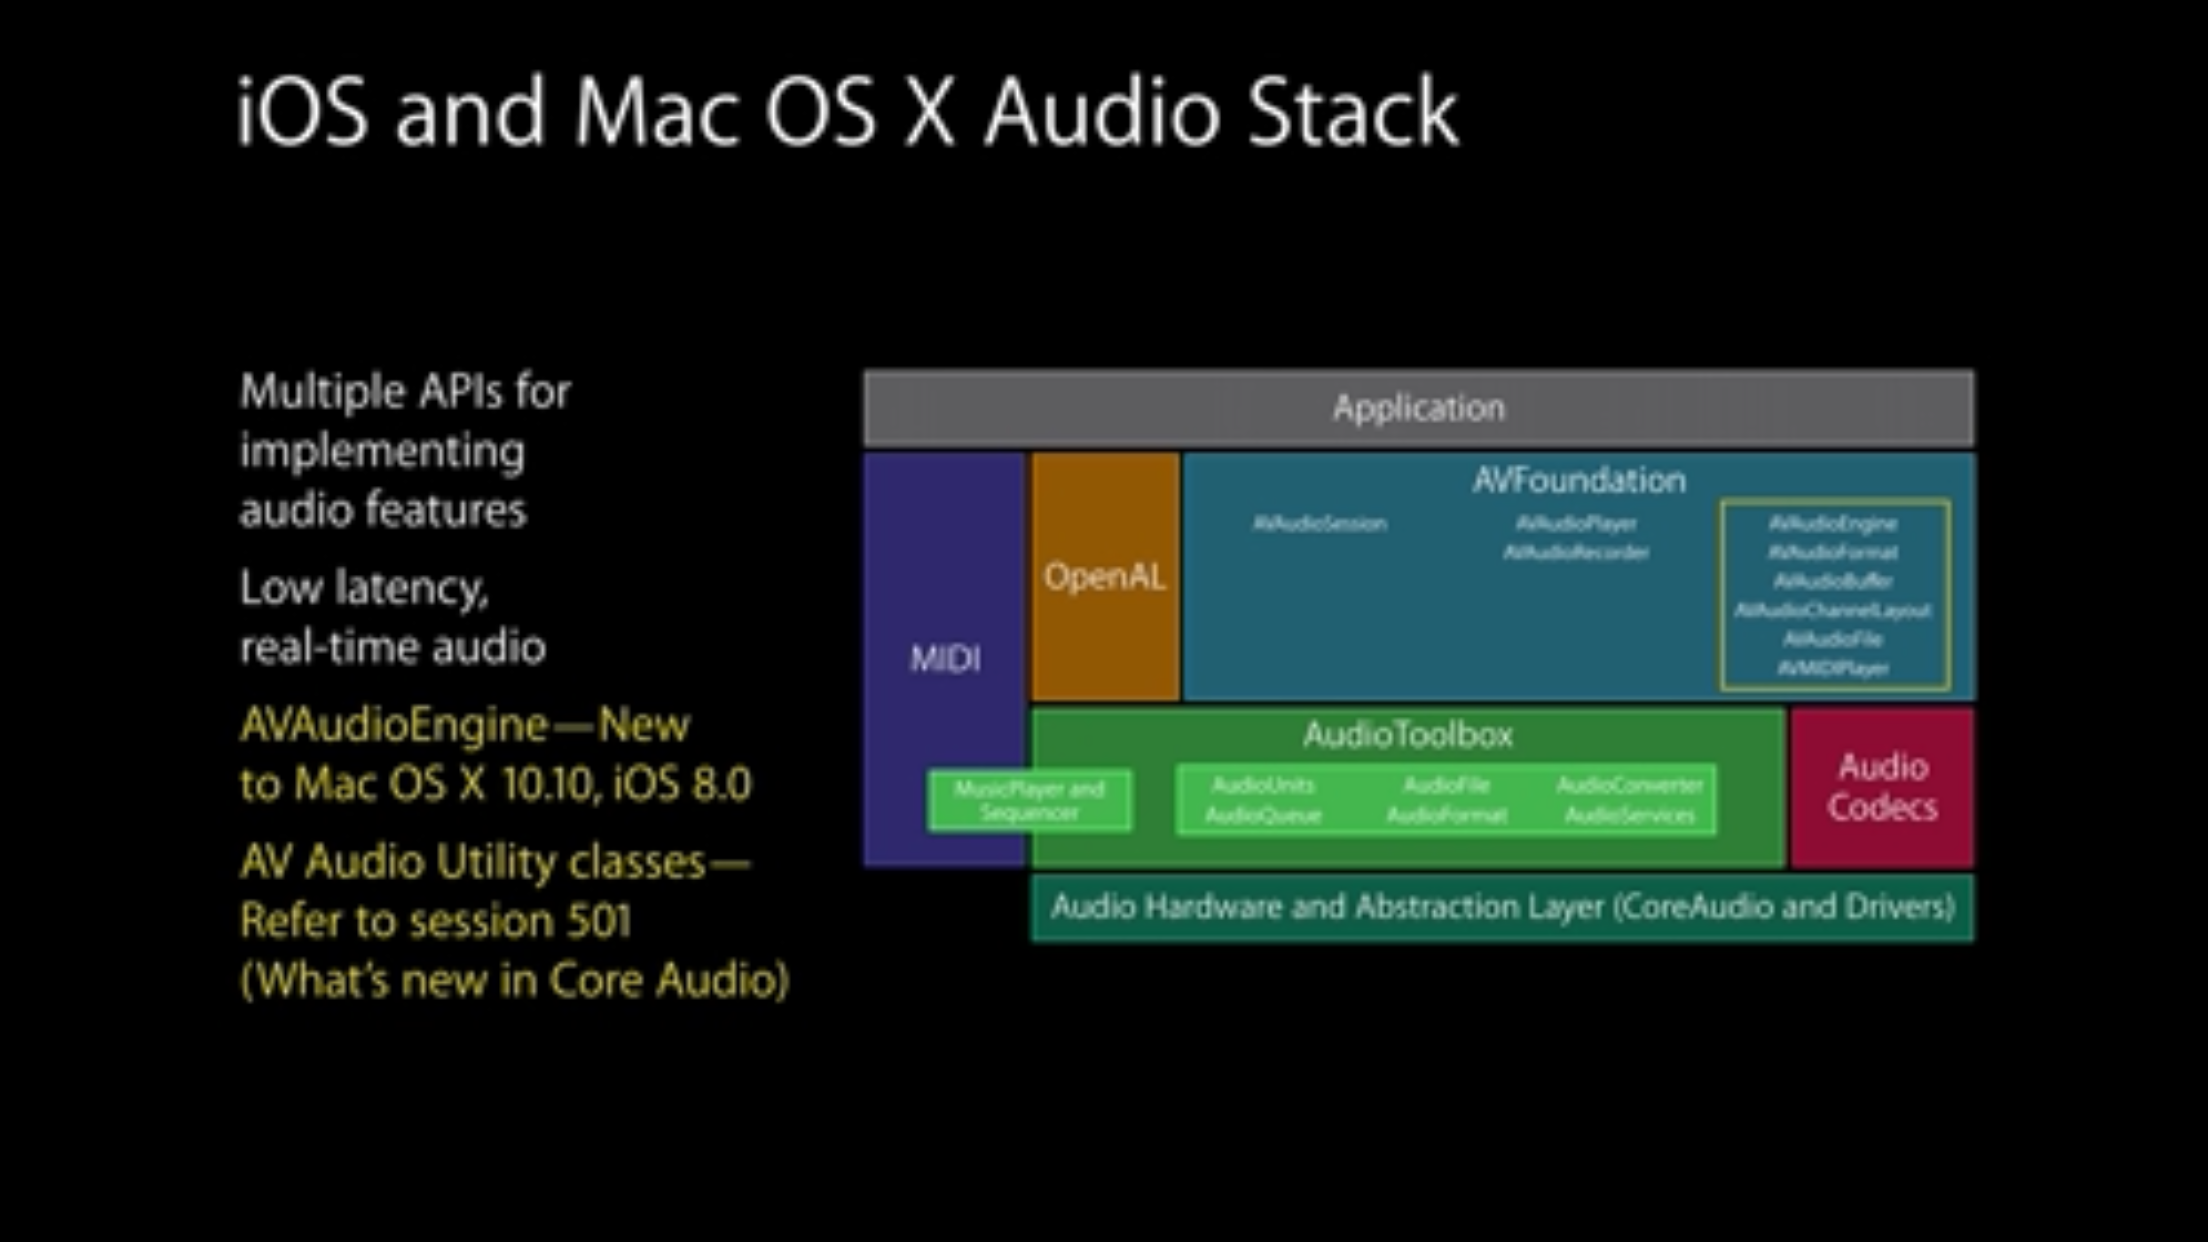 iOS and Mac OS X Audio Stack
Multiple APIs for
implementing
audio features
Low latency,
real-time audio
AVAudioEngine—New
to Mac OS X 10.10, iOS 8.0
AV Audio Utility classes—
Refer to session 501
(What's new in Core Audio)
Application
MIDI
OpenAL
AVFoundation
AVAudioSession
AVAudioPlayer
AVAudioRecorder
AVAudioEngine
AVAudioFormat
AVAudioBuffer
AVAudioChannelLayout
AVAudioFile
AVMIDIPlayer
AudioToolbox
MusicPlayer and
Sequencer
AudioUnits
AudioQueue
AudioFile
AudioFormat
AudioConverter
AudioServices
Audio
Codecs
Audio Hardware and Abstraction Layer (CoreAudio and Drivers)